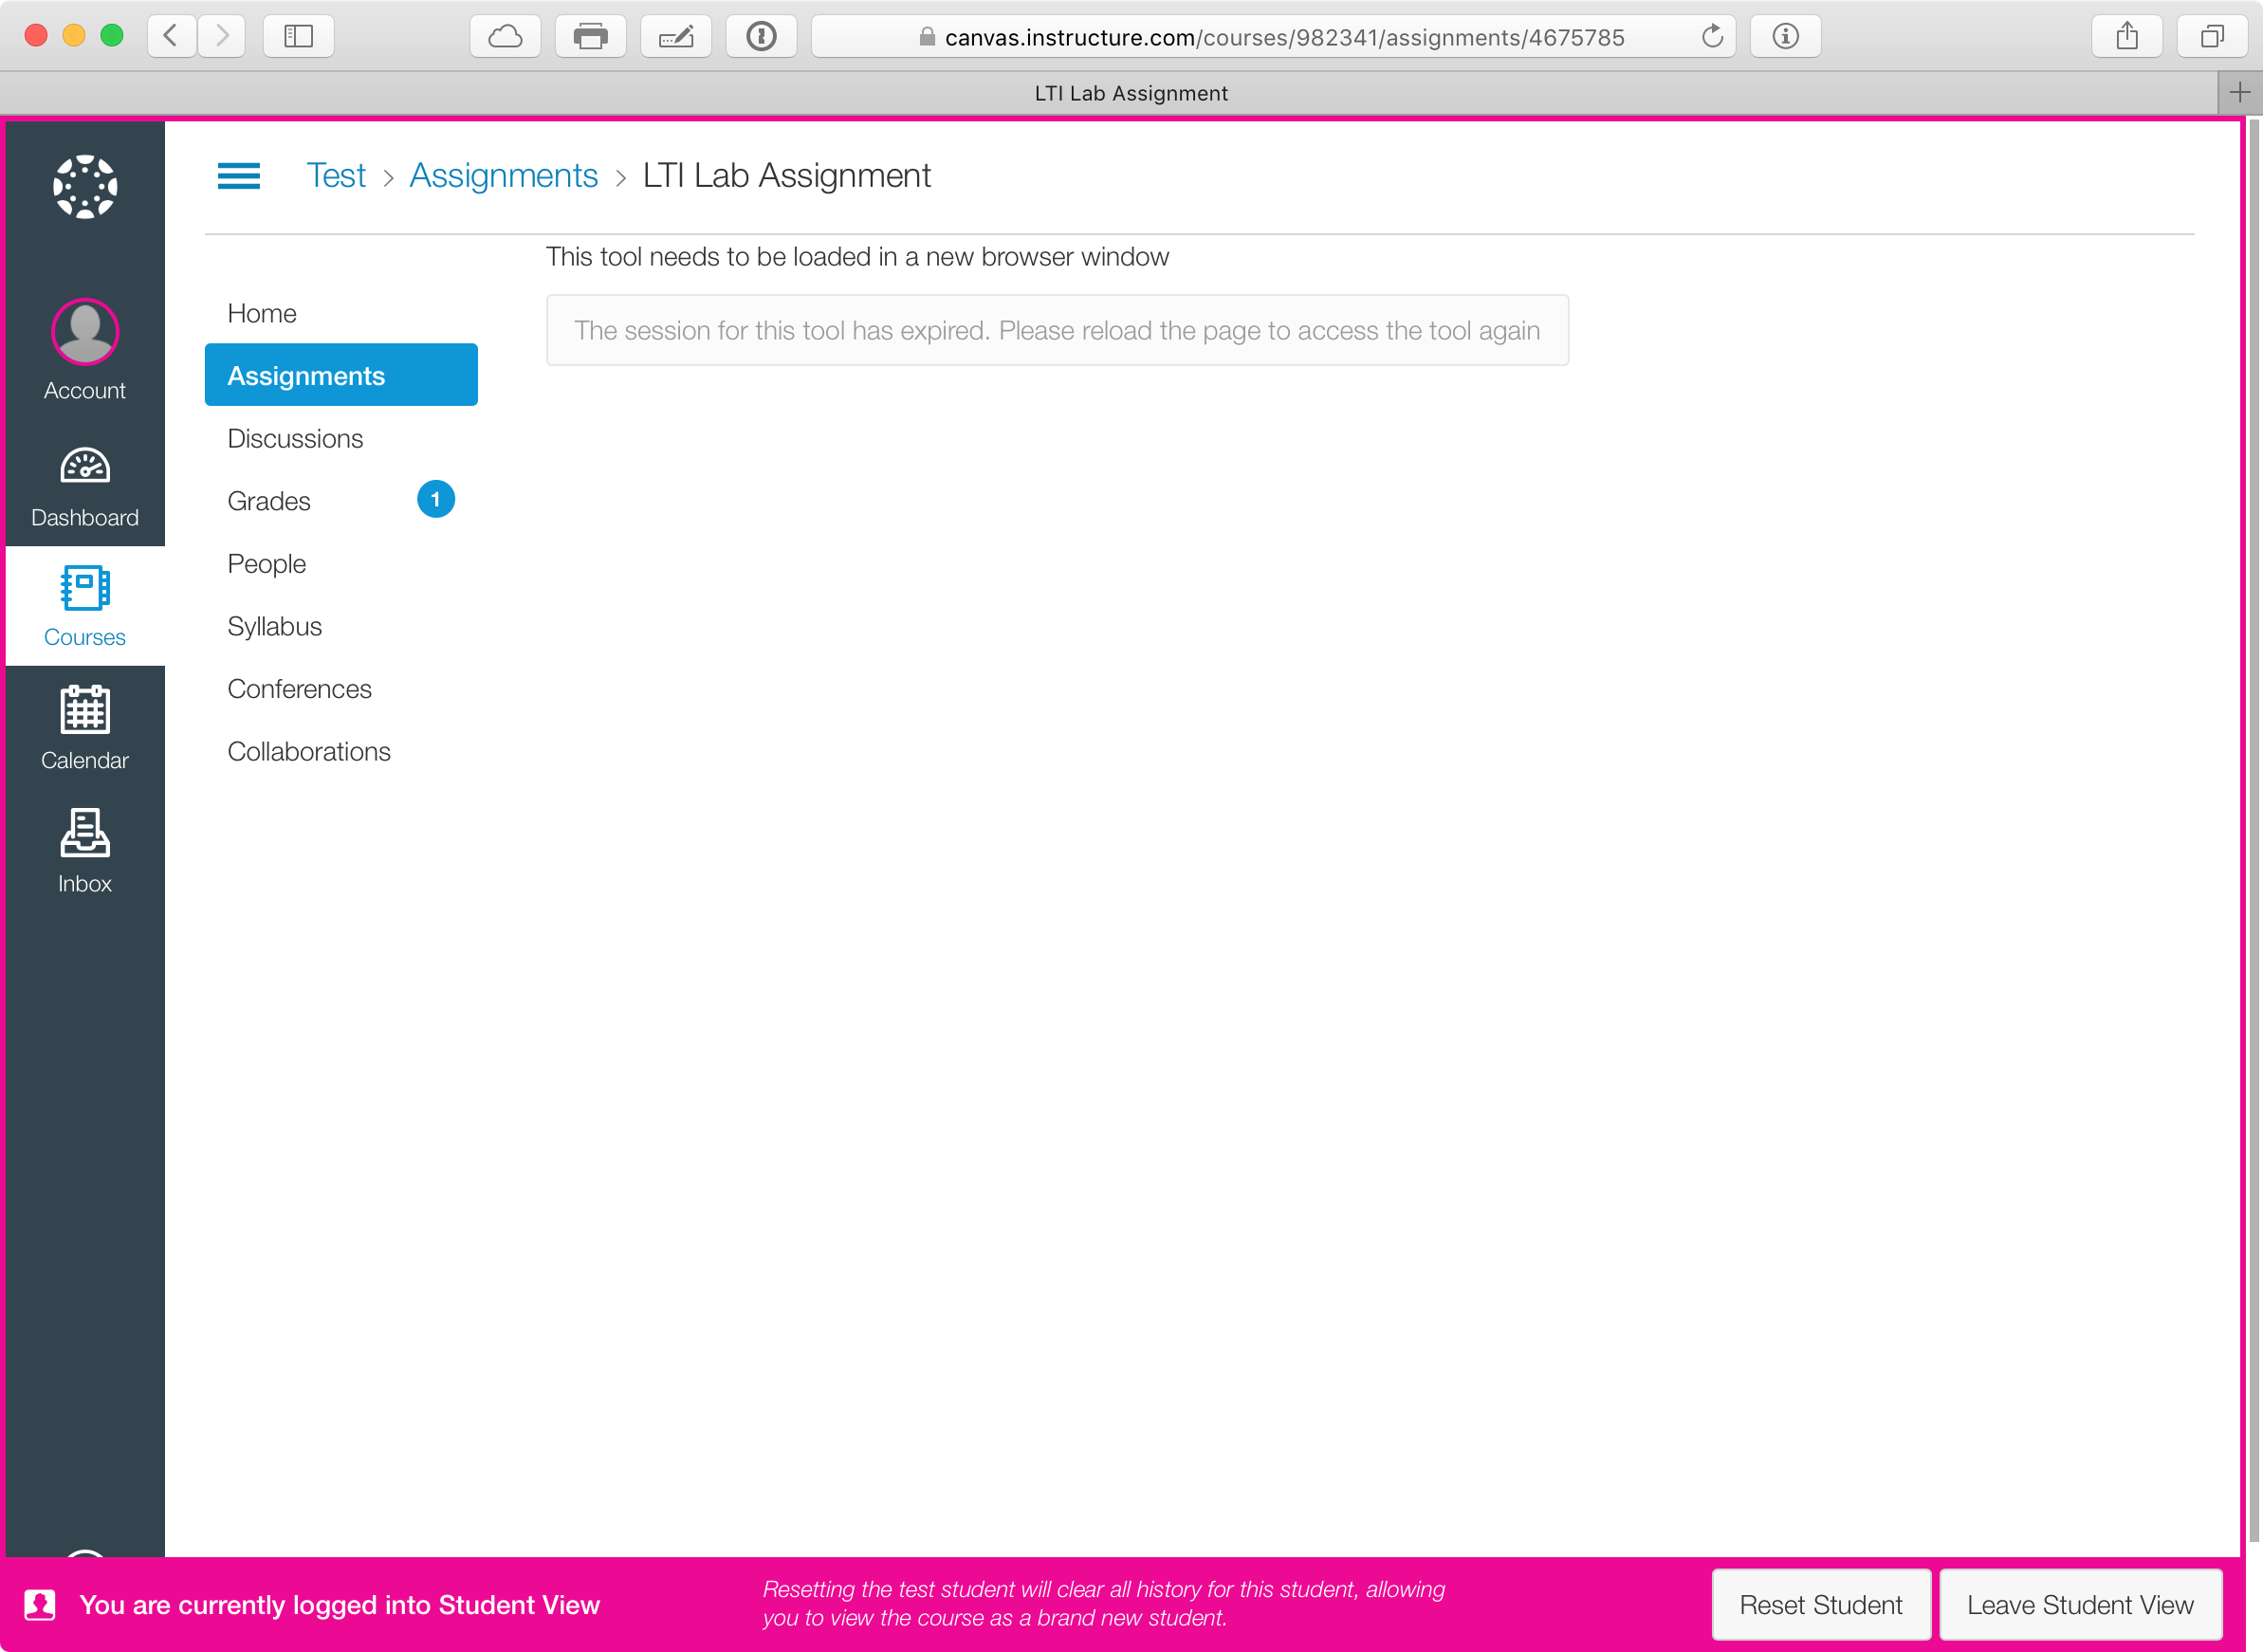 canvas.instructure.com/courses/982341/assignments/4675785
LTI Lab Assignment
Test > Assignments > LTI Lab Assignment
This tool needs to be loaded in a new browser window
The session for this tool has expired. Please reload the page to access the tool again
Home
Assignments
Discussions
Grades 1
People
Syllabus
Conferences
Collaborations
Account
Dashboard
Courses
Calendar
Inbox
You are currently logged into Student View
Resetting the test student will clear all history for this student, allowing
you to view the course as a brand new student.
Reset Student
Leave Student View